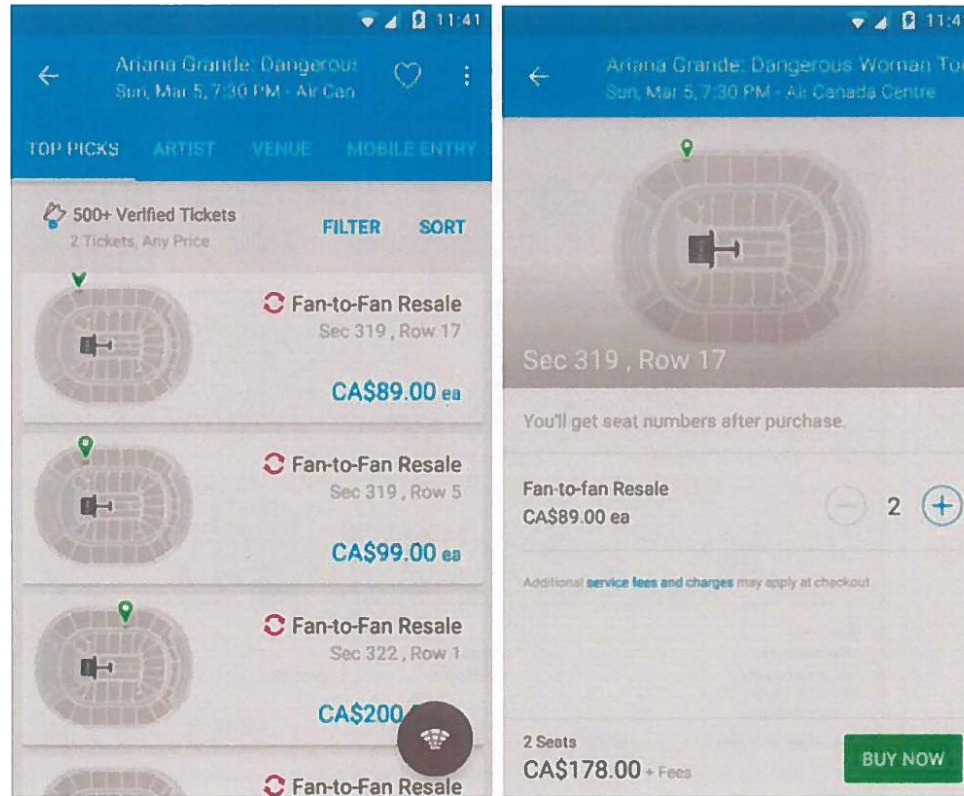 11:41
Ariana Grande: Dangerous
Sun, Mar 5, 7:30 PM - Air Can
TOP PICKS ARTIST VENUE MOBILE ENTRY
500+ Verified Tickets
2 Tickets, Any Price
FILTER SORT
Fan-to-Fan Resale
Sec 319 , Row 17
CA$89.00 ea
Fan-to-Fan Resale
Sec 319 , Row 5
CA$99.00 ea
Fan-to-Fan Resale
Sec 322 , Row 1
CA$200
Fan-to-Fan Resale
11:4
Ariana Grande: Dangerous Woman Tou
Sun, Mar 5, 7:30 PM - Air Canada Centre
Sec 319 , Row 17
You'll get seat numbers after purchase.
Fan-to-fan Resale
CA$89.00 ea
2
Additional service fees and charges may apply at checkout.
2 Seats
CA$178.00 + Fees
BUY NOW